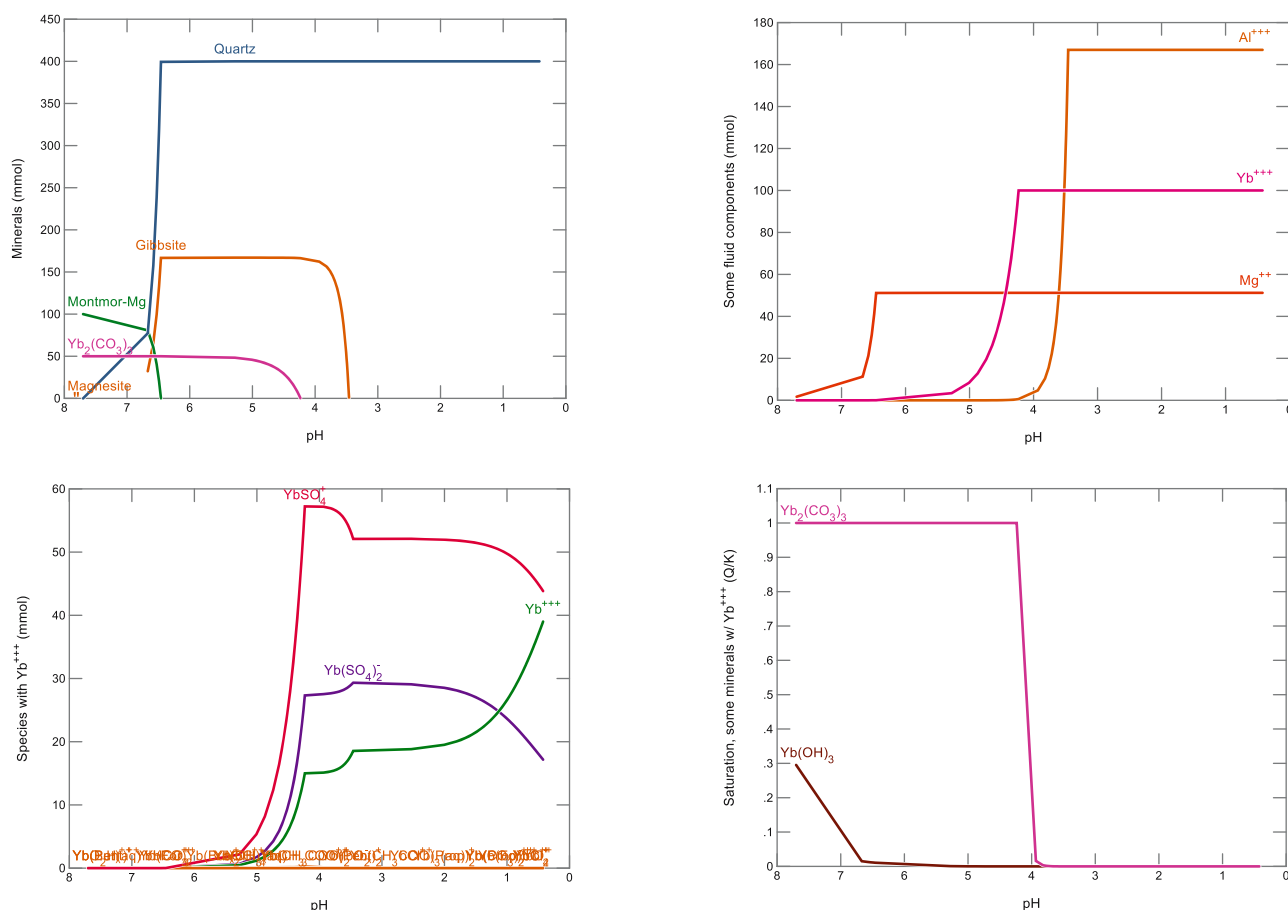 450
400
350
300
250
200
150
100
50
0
Minerals (mmol)
Quartz
Gibbsite
Montmor-Mg
Yb₂(CO₃)₃
Magnesite
"
8 7 6 5 4 3 2 1 0
pH
180
160
140
120
100
80
60
40
20
0
Some fluid components (mmol)
Al⁺⁺⁺
Yb⁺⁺⁺
Mg⁺⁺
8 7 6 5 4 3 2 1 0
pH
60
50
40
30
20
10
0
Species with Yb⁺⁺⁺ (mmol)
YbSO₄⁺
Yb⁺⁺⁺
Yb(SO₄)₂⁻
8 7 6 5 4 3 2 1 0
pH
1.1
1
.9
.8
.7
.6
.5
.4
.3
.2
.1
0
Saturation, some minerals w/ Yb⁺⁺⁺ (Q/K)
Yb₂(CO₃)₃
Yb(OH)₃
8 7 6 5 4 3 2 1 0
pH